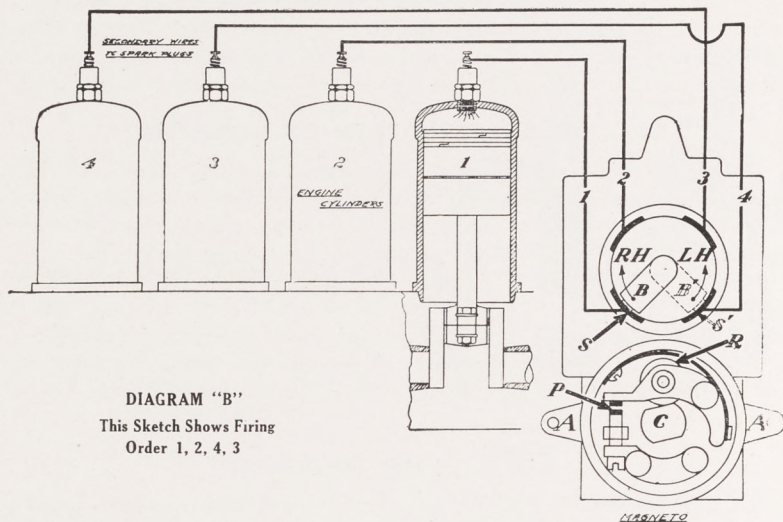 SECONDARY WIRES
TO SPARK PLUGS
4
3
2
1
ENGINE
CYLINDERS
1
2
3
4
RH
LH
B
B
S
S'
R
P
C
A
A
MAGNETO
DIAGRAM "B"
This Sketch Shows Firing
Order 1, 2, 4, 3